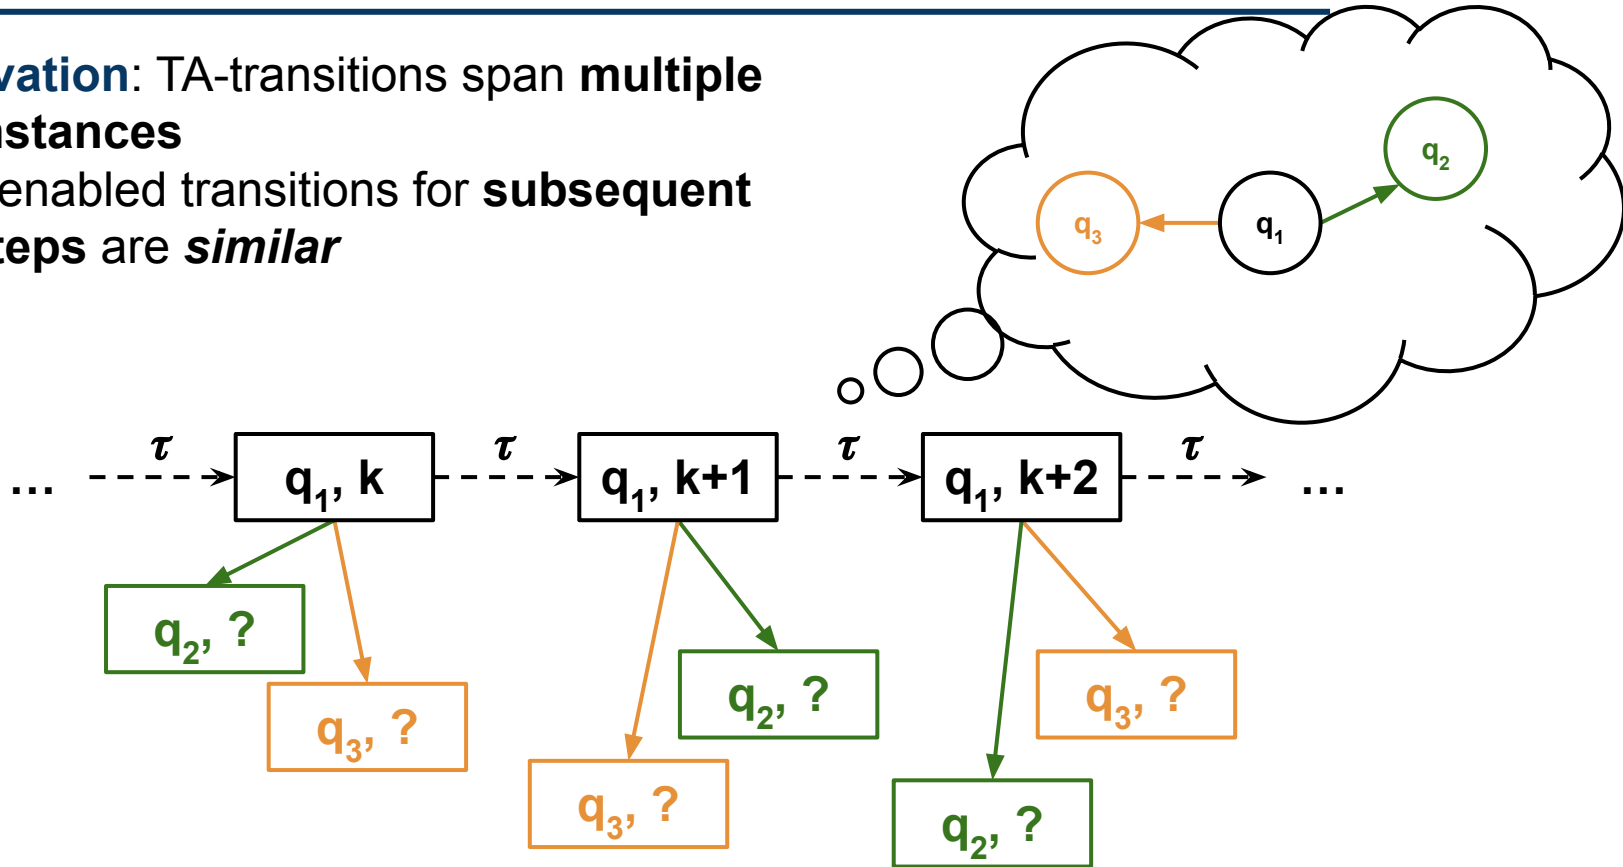 vation: TA-transitions span multiple
nstances
enabled transitions for subsequent
teps are similar
q2
q3
q1
τ
τ
τ
τ
...
q1, k
q1, k+1
q1, k+2
...
q2, ?
q3, ?
q2, ?
q3, ?
q3, ?
q2, ?